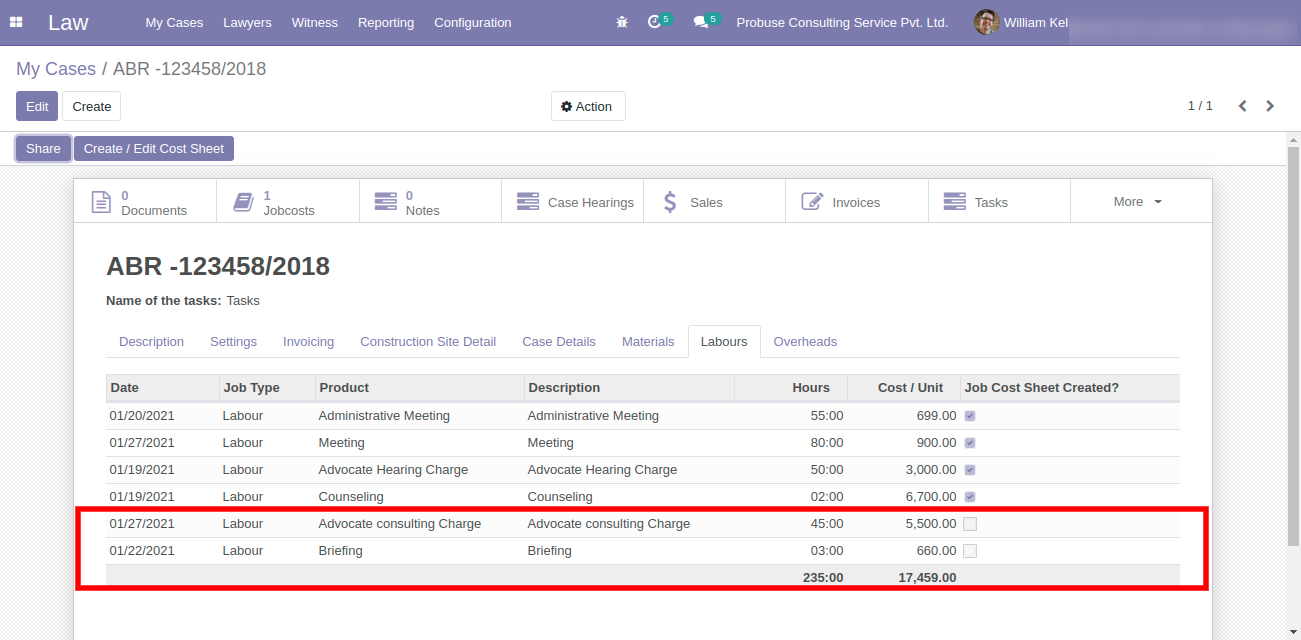 Law My Cases Lawyers Witness Reporting Configuration 5 5 Probuse Consulting Service Pvt. Ltd. William Kel
My Cases / ABR -123458/2018
Edit Create Action 1 / 1
Share Create / Edit Cost Sheet
0 Documents 1 Jobcosts 0 Notes Case Hearings Sales Invoices Tasks More
ABR -123458/2018
Name of the tasks: Tasks
Description Settings Invoicing Construction Site Detail Case Details Materials Labours Overheads
Date Job Type Product Description Hours Cost / Unit Job Cost Sheet Created?
01/20/2021 Labour Administrative Meeting Administrative Meeting 55:00 699.00
01/27/2021 Labour Meeting Meeting 80:00 900.00
01/19/2021 Labour Advocate Hearing Charge Advocate Hearing Charge 50:00 3,000.00
01/19/2021 Labour Counseling Counseling 02:00 6,700.00
01/27/2021 Labour Advocate consulting Charge Advocate consulting Charge 45:00 5,500.00
01/22/2021 Labour Briefing Briefing 03:00 660.00
235:00 17,459.00